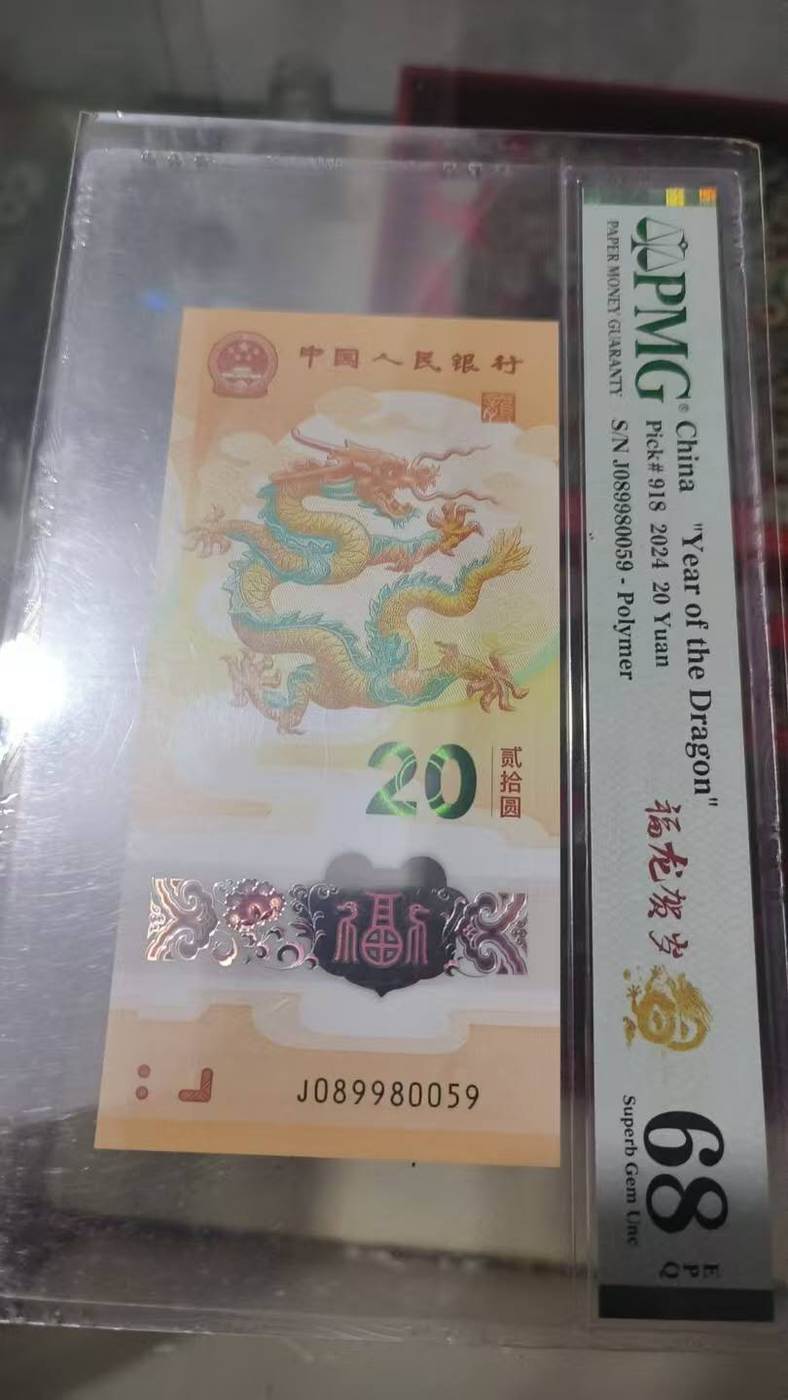 中国人民银行
20
贰拾圆
福
J089980059
PMG®
PAPER MONEY GUARANTY
China "Year of the Dragon"
Pick# 918 2024 20 Yuan
S/N J089980059 - Polymer
福龙贺岁
68
EPQ
Superb Gem Unc